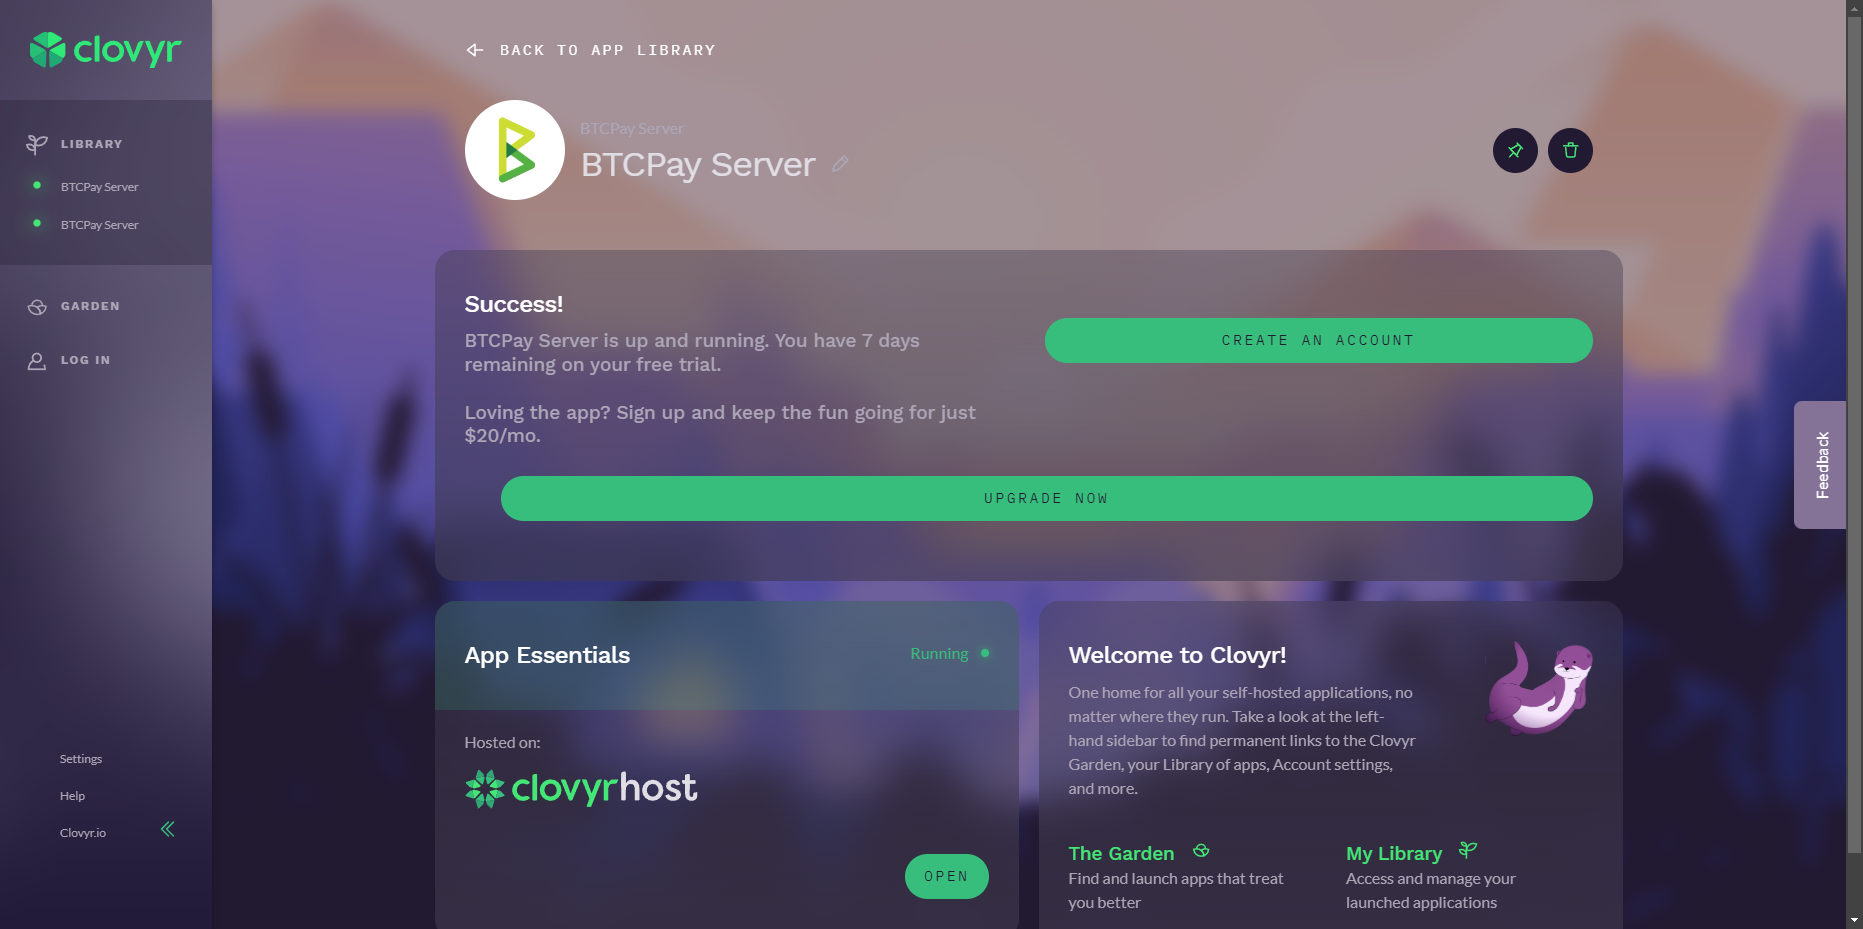 clovyr
LIBRARY
BTCPay Server
BTCPay Server
GARDEN
LOG IN
Settings
Help
Clovyr.io
BACK TO APP LIBRARY
BTCPay Server
BTCPay Server
Success!
BTCPay Server is up and running. You have 7 days
remaining on your free trial.
Loving the app? Sign up and keep the fun going for just
$20/mo.
CREATE AN ACCOUNT
UPGRADE NOW
Feedback
App Essentials
Running
Hosted on:
clovyrhost
OPEN
Welcome to Clovyr!
One home for all your self-hosted applications, no
matter where they run. Take a look at the left-
hand sidebar to find permanent links to the Clovyr
Garden, your Library of apps, Account settings,
and more.
The Garden
Find and launch apps that treat
you better
My Library
Access and manage your
launched applications